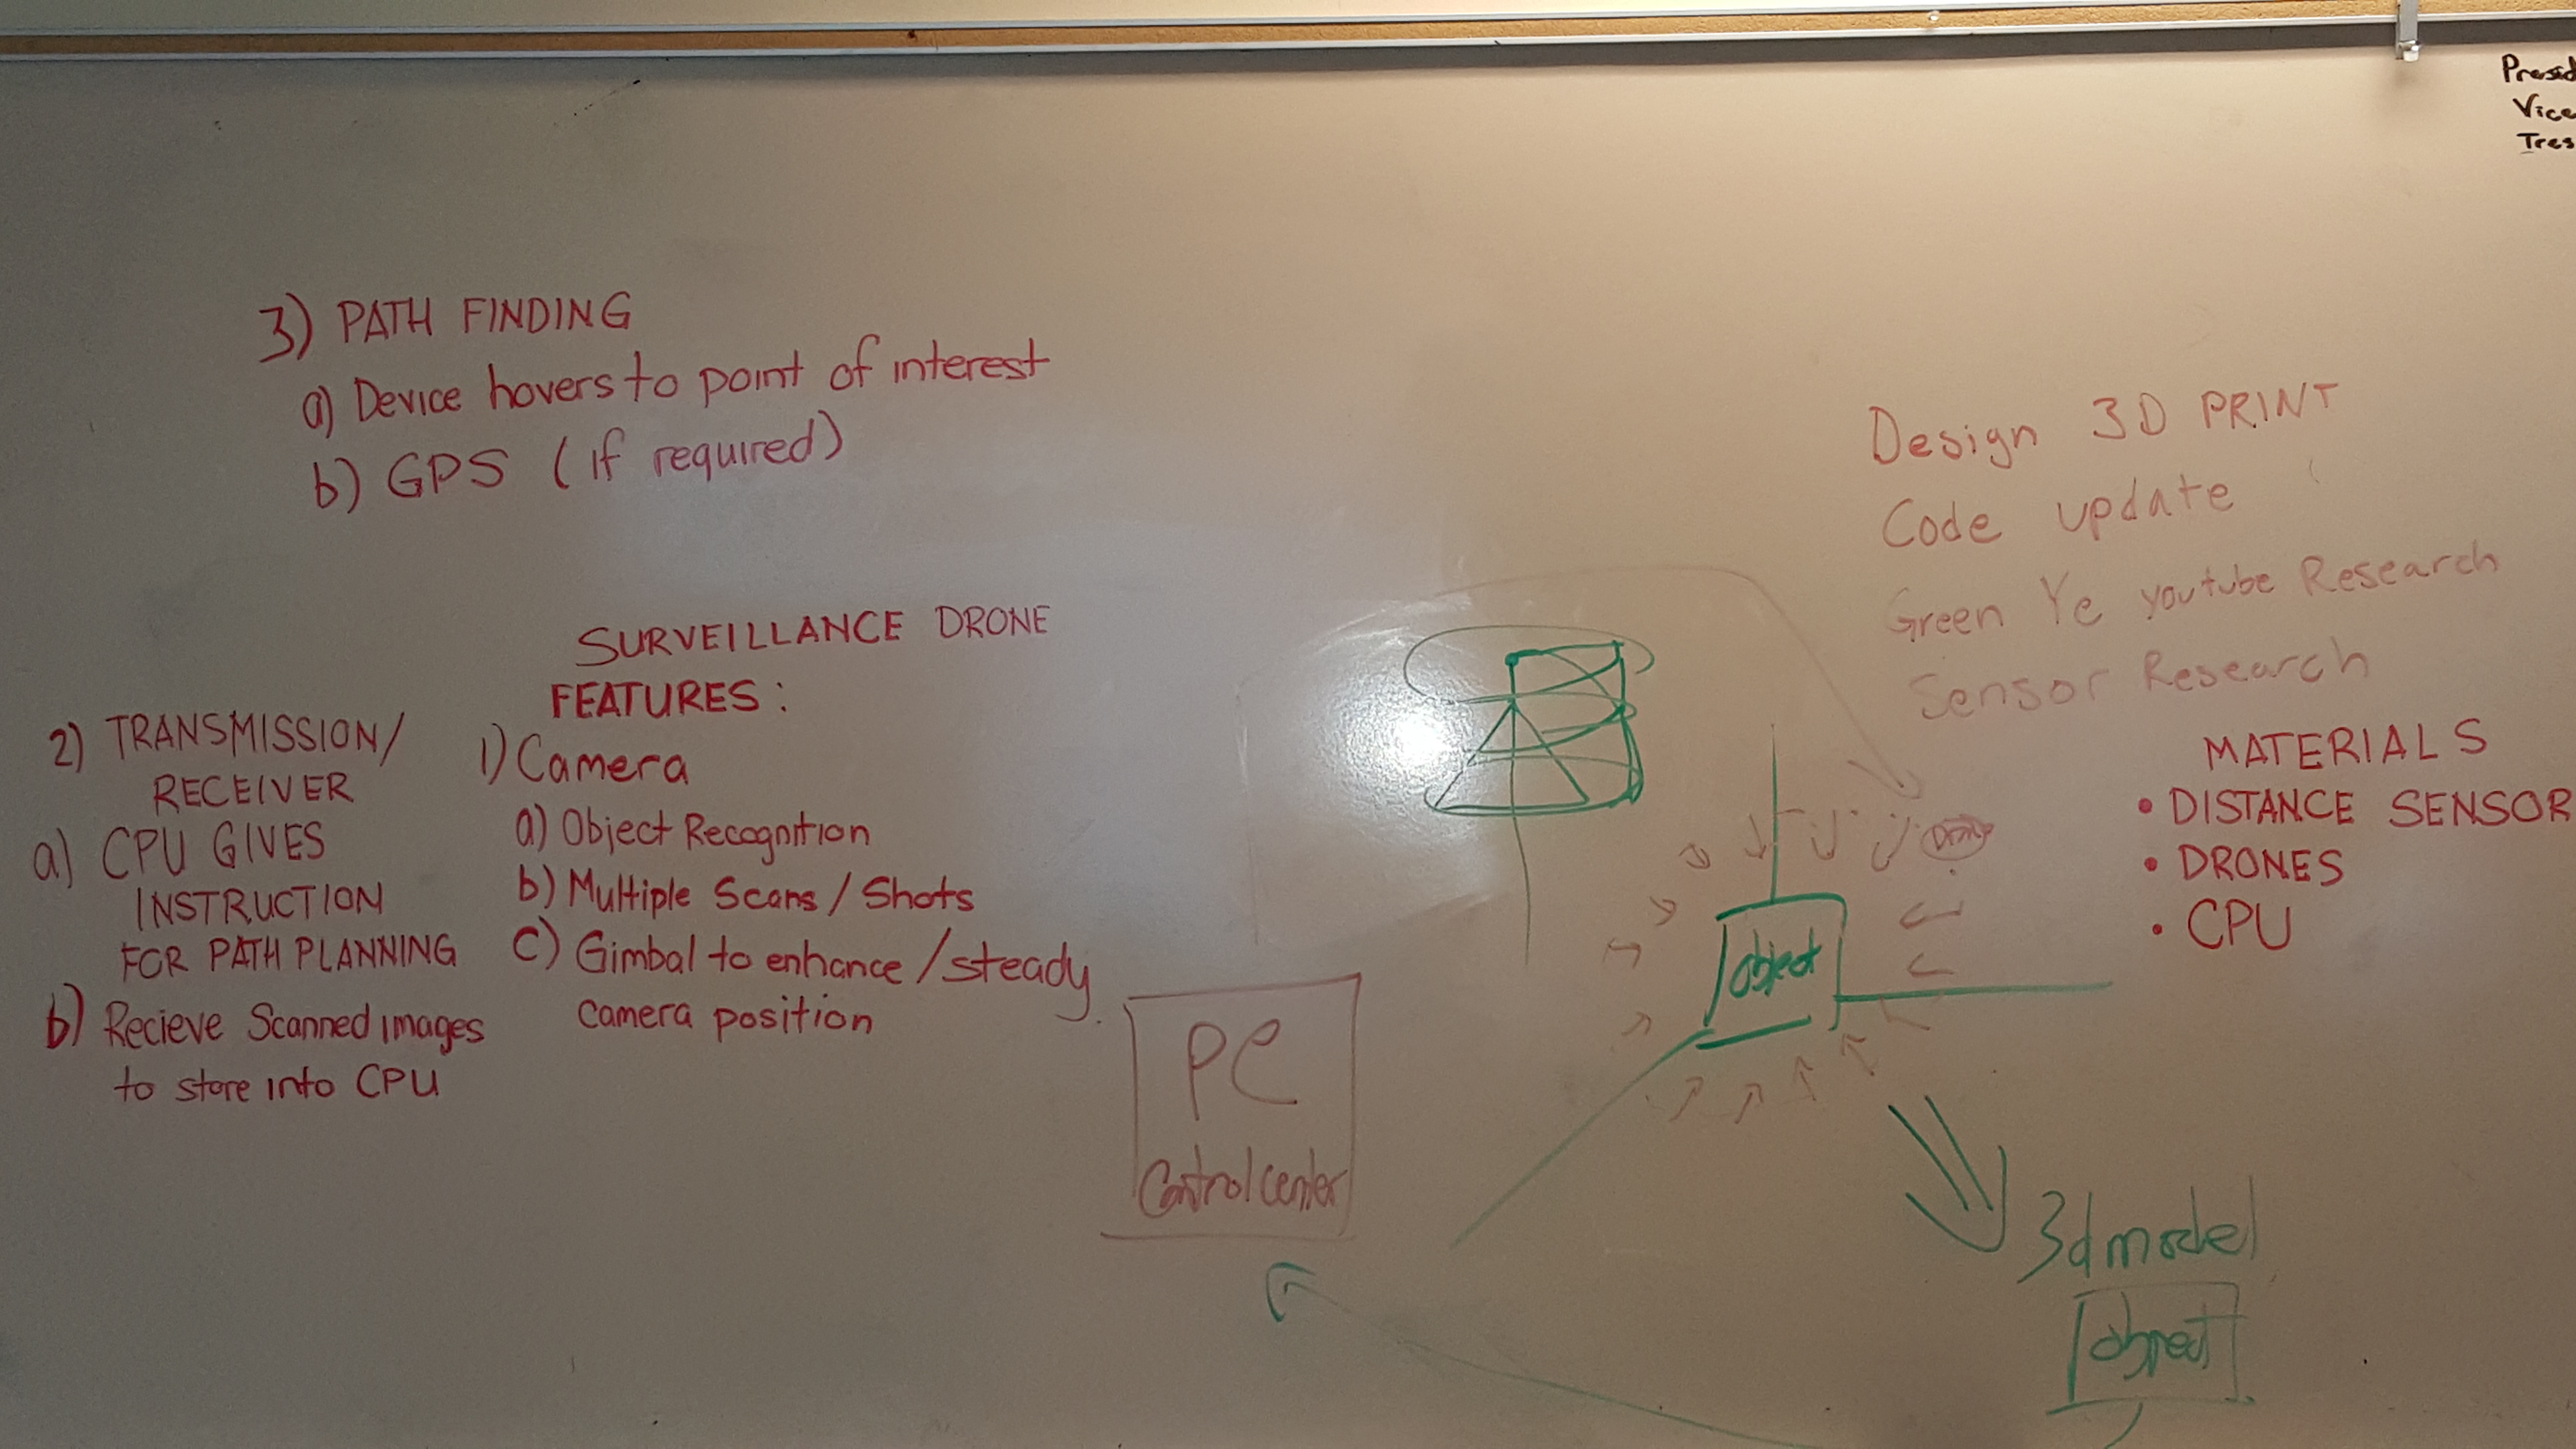 3) PATH FINDING
a) Device hovers to point of interest
b) GPS (if required)
SURVEILLANCE DRONE
FEATURES:
1) Camera
a) Object Recognition
b) Multiple Scans / Shots
c) Gimbal to enhance / steady
camera position
2) TRANSMISSION/
RECEIVER
a) CPU GIVES
INSTRUCTION
FOR PATH PLANNING
b) Recieve Scanned images
to store into CPU
PC
Control center
object
3d model
object
Design 3D PRINT
Code update
Green Ye youtube Research
Sensor Research
MATERIALS
• DISTANCE SENSOR
• DRONES
• CPU
Presid
Vice
Tres